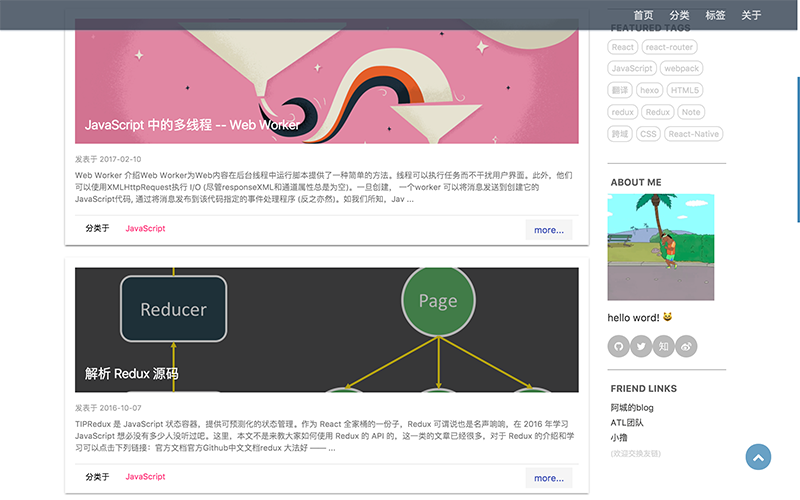 首页 分类 标签 关于
JavaScript 中的多线程 -- Web Worker
发表于 2017-02-10
Web Worker 介绍Web Worker为Web内容在后台线程中运行脚本提供了一种简单的方法。线程可以执行任务而不干扰用户界面。此外，他们
可以使用XMLHttpRequest执行 I/O (尽管responseXML和通道属性总是为空)。一旦创建， 一个worker 可以将消息发送到创建它的
JavaScript代码, 通过将消息发布到该代码指定的事件处理程序 (反之亦然)。如我们所知，Jav ...
分类于 JavaScript more...
Reducer Page
解析 Redux 源码
发表于 2016-10-07
TIPRedux 是 JavaScript 状态容器，提供可预测化的状态管理。作为 React 全家桶的一份子，Redux 可谓说也是名声响响，在 2016 年学习
JavaScript 想必没有多少人没听过吧。这里，本文不是来教大家如何使用 Redux 的 API 的，这一类的文章已经很多，对于 Redux 的介绍和学
习可以点击下列链接：官方文档官方Github中文文档redux 大法好 —— ...
分类于 JavaScript more...
FEATURED TAGS
React react-router
JavaScript webpack
翻译 hexo HTML5
redux Redux Note
跨域 CSS React-Native
ABOUT ME
hello word! 😸
知
FRIEND LINKS
阿城的blog
ATL团队
小撸
(欢迎交换友链)